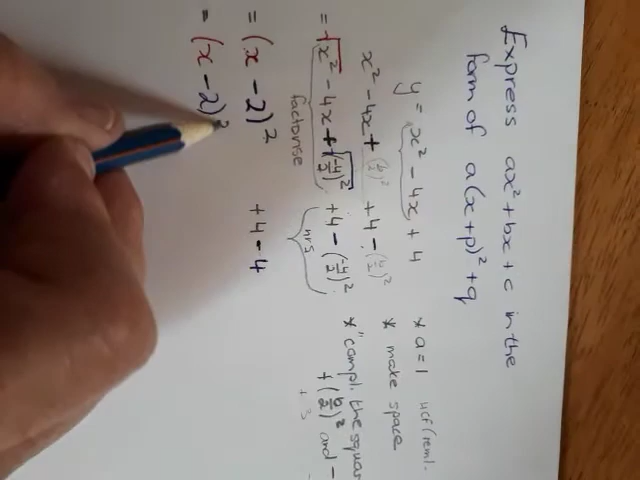 Express ax² + bx + c in the
form of a(x+p)² + q
y = x² - 4x + 4 * a = 1 HCF (
x² - 4x + (-4/2)² + 4 - (-4/2)² * make space
= √x² - 4x + √(-4/2)² + 4 - (-4/2)² * "compl. the squar
factorise nrs + (b/2)² and -
= (x - 2)² + 4 - 4
= (x - 2)²